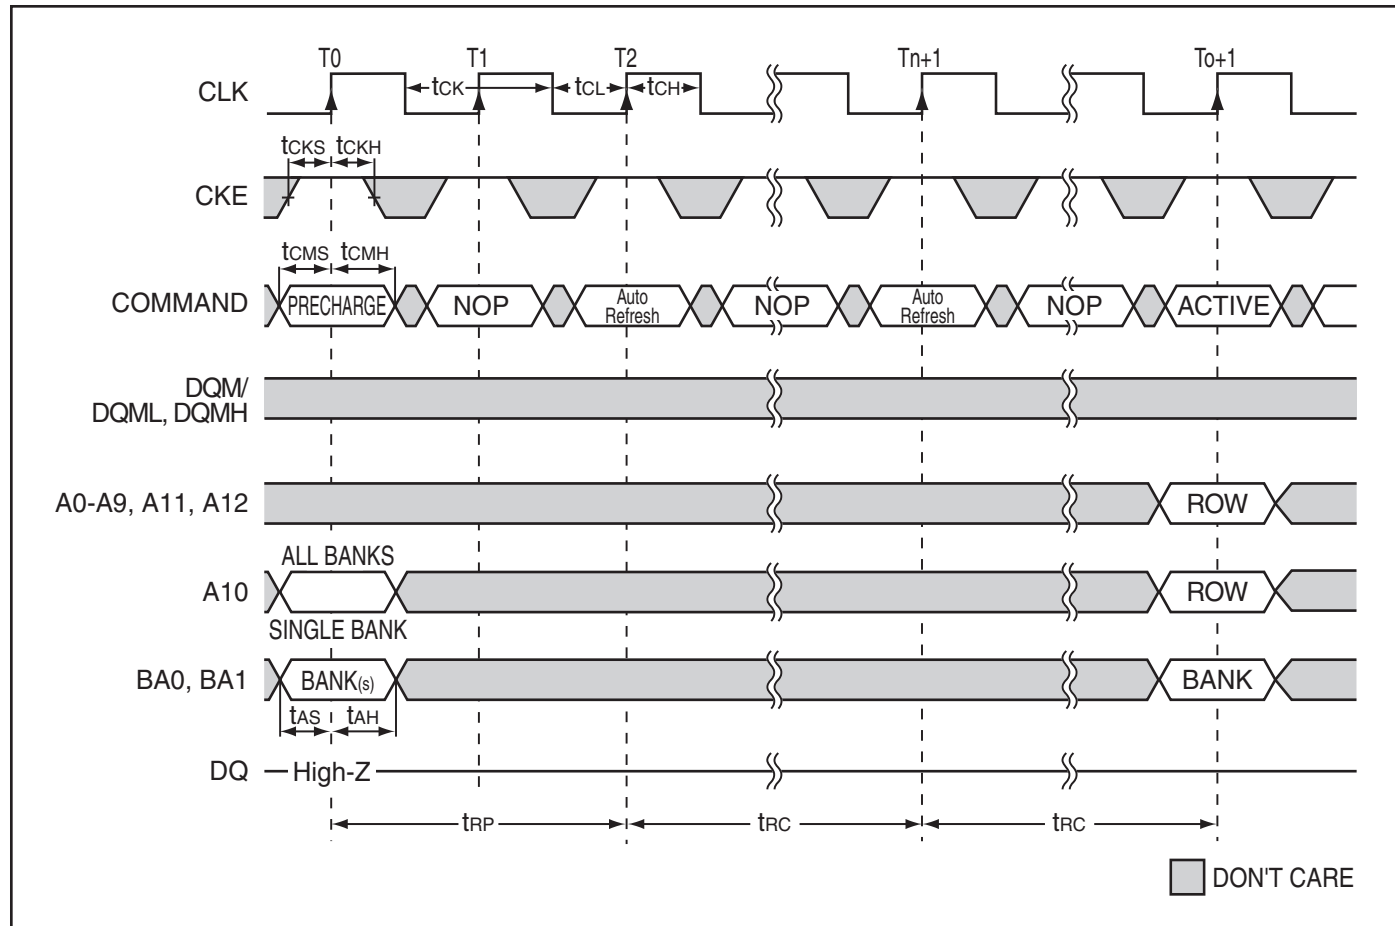 T0 T1 T2 Tn+1 To+1
CLK tCK tCL tCH
tCKS tCKH
CKE
tCMS tCMH
COMMAND PRECHARGE NOP Auto Refresh NOP Auto Refresh NOP ACTIVE
DQM/
DQML, DQMH
A0-A9, A11, A12 ROW
ALL BANKS
A10 ROW
SINGLE BANK
BA0, BA1 BANK(s) BANK
tAS tAH
DQ High-Z
tRP tRC tRC
DON'T CARE